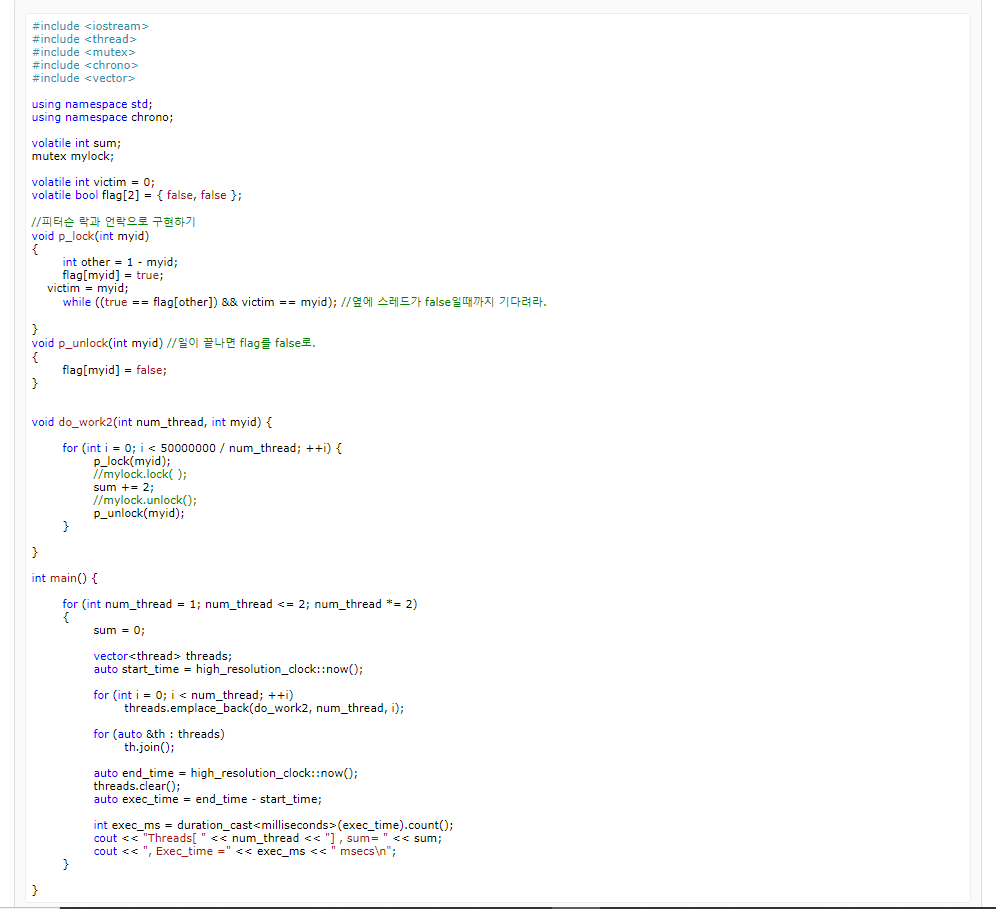 #include <iostream>
#include <thread>
#include <mutex>
#include <chrono>
#include <vector>
using namespace std;
using namespace chrono;
volatile int sum;
mutex mylock;
volatile int victim = 0;
volatile bool flag[2] = { false, false };
//피터슨 락과 언락으로 구현하기
void p_lock(int myid)
{
int other = 1 - myid;
flag[myid] = true;
victim = myid;
while ((true == flag[other]) && victim == myid); //옆에 스레드가 false일때까지 기다려라.
}
void p_unlock(int myid) //일이 끝나면 flag를 false로.
{
flag[myid] = false;
}
void do_work2(int num_thread, int myid) {
for (int i = 0; i < 50000000 / num_thread; ++i) {
p_lock(myid);
//mylock.lock( );
sum += 2;
//mylock.unlock();
p_unlock(myid);
}
}
int main() {
for (int num_thread = 1; num_thread <= 2; num_thread *= 2)
{
sum = 0;
vector<thread> threads;
auto start_time = high_resolution_clock::now();
for (int i = 0; i < num_thread; ++i)
threads.emplace_back(do_work2, num_thread, i);
for (auto &th : threads)
th.join();
auto end_time = high_resolution_clock::now();
threads.clear();
auto exec_time = end_time - start_time;
int exec_ms = duration_cast<milliseconds>(exec_time).count();
cout << "Threads[ " << num_thread << "] , sum= " << sum;
cout << ", Exec_time =" << exec_ms << " msecs\n";
}
}